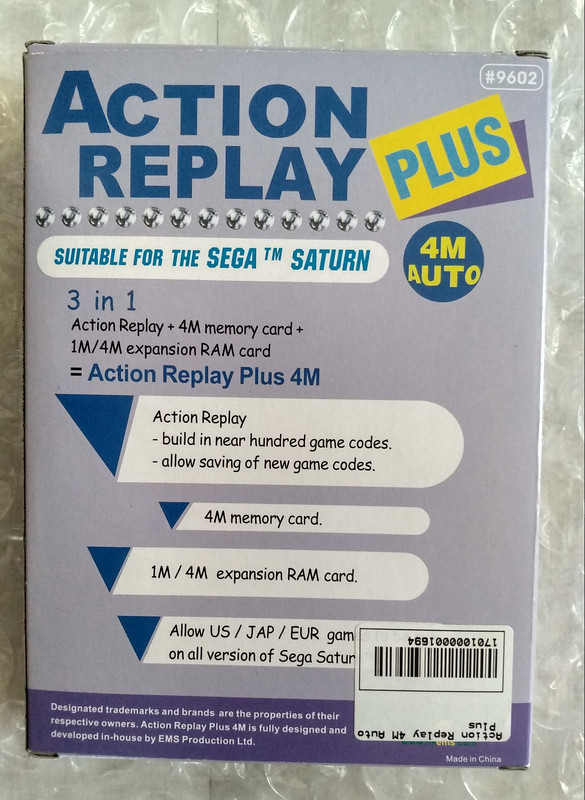 #9602
ACTION
REPLAY
PLUS
SUITABLE FOR THE SEGA™ SATURN
4M
AUTO
3 in 1
Action Replay + 4M memory card +
1M/4M expansion RAM card
= Action Replay Plus 4M
Action Replay
- build in near hundred game codes.
- allow saving of new game codes.
4M memory card.
1M / 4M expansion RAM card.
Allow US / JAP / EUR
on all version of Sega
Designated trademarks and brands are the properties of their
respective owners. Action Replay Plus 4M is fully designed and
developed in-house by EMS Production Ltd.
1701000001694
Action Replay 4M Auto
Plus
Made in China